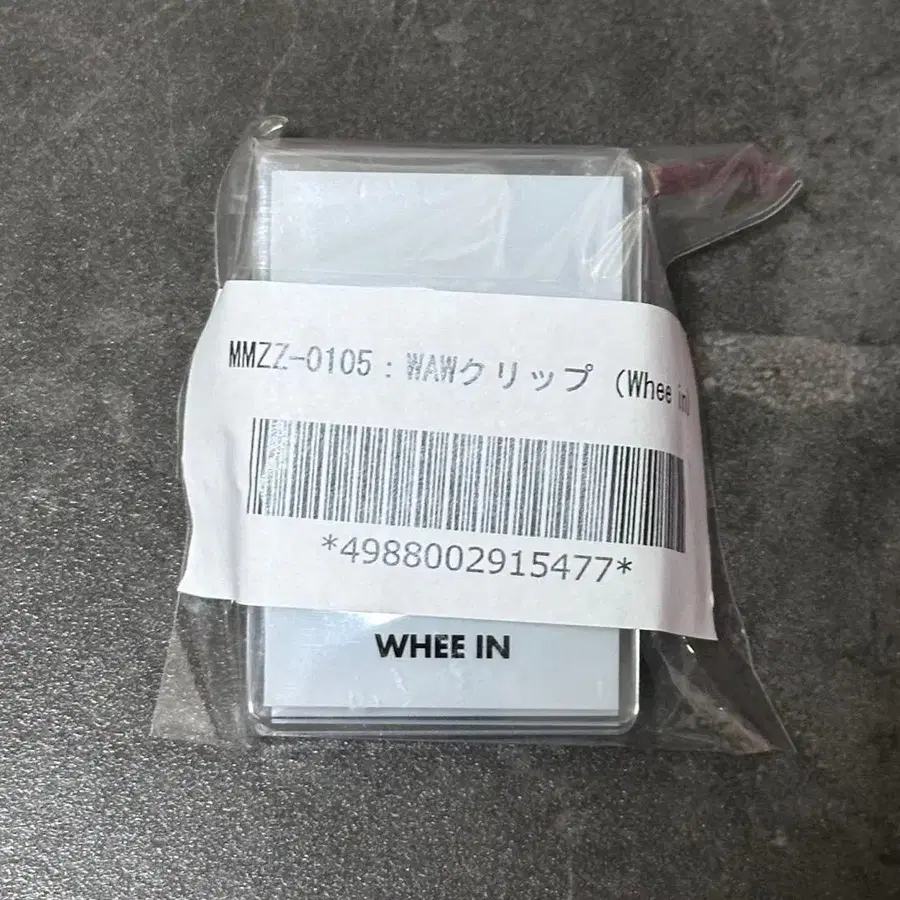 MMZZ-0105：WAWクリップ (Whee in)
*4988002915477*
WHEE IN